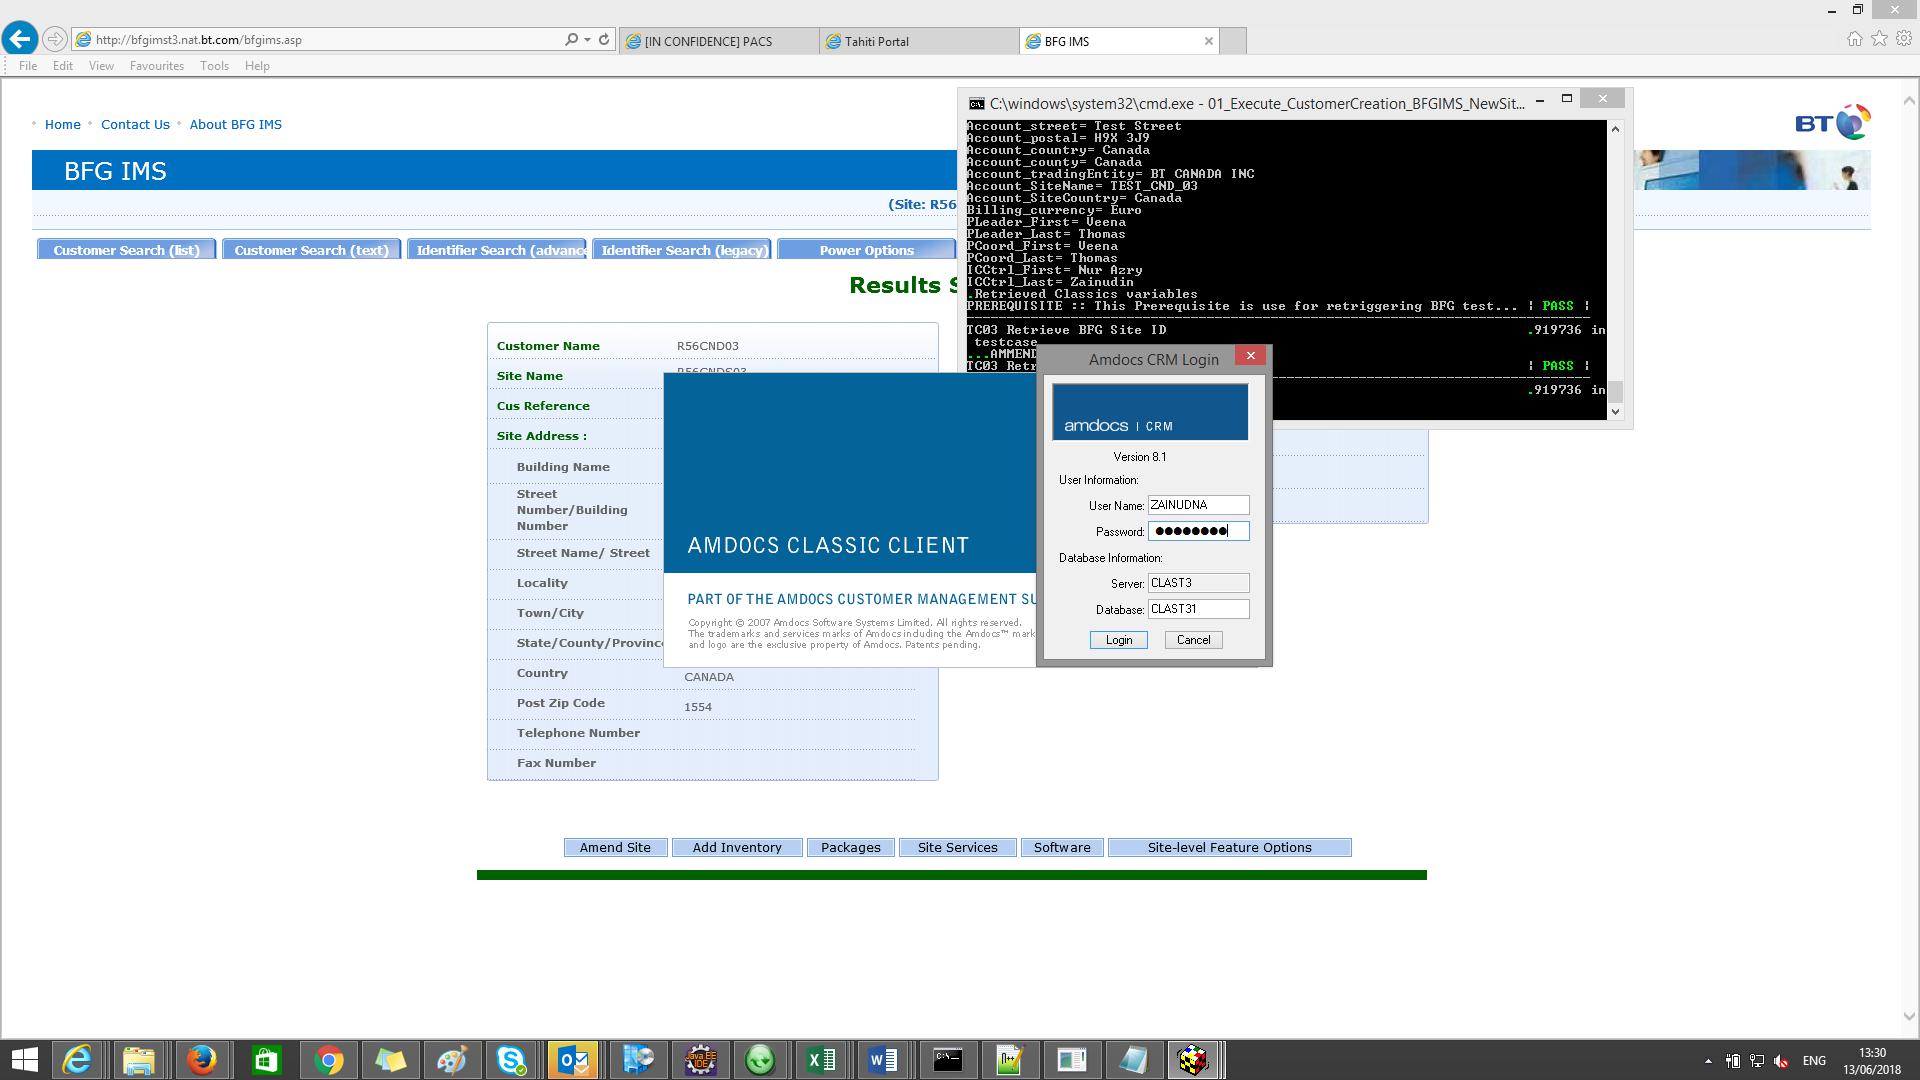 http://bfgimst3.nat.bt.com/bfgims.asp
[IN CONFIDENCE] PACS
Tahiti Portal
BFG IMS
File Edit View Favourites Tools Help
Home Contact Us About BFG IMS
BT
BFG IMS
(Site: R56
Customer Search (list) Customer Search (text) Identifier Search (advance Identifier Search (legacy) Power Options
Results S
Customer Name R56CND03
Site Name R56CNDS03
Cus Reference
Site Address :
Building Name
Street
Number/Building
Number
Street Name/ Street
Locality
Town/City
State/County/Province
Country CANADA
Post Zip Code 1554
Telephone Number
Fax Number
Amend Site Add Inventory Packages Site Services Software Site-level Feature Options
C:\windows\system32\cmd.exe - 01_Execute_CustomerCreation_BFGIMS_NewSit...
Account_street= Test Street
Account_postal= H9X 3J9
Account_country= Canada
Account_county= Canada
Account_tradingEntity= BT CANADA INC
Account_SiteName= TEST_CND_03
Account_SiteCountry= Canada
Billing_currency= Euro
PLeader_First= Veena
PLeader_Last= Thomas
PCoord_First= Veena
PCoord_Last= Thomas
ICCtrl_First= Nur Azry
ICCtrl_Last= Zainudin
.Retrieved Classics variables
PREREQUISITE :: This Prerequisite is use for retriggering BFG test... | PASS |
TC03 Retrieve BFG Site ID .919736 in
testcase
...AMMEND
TC03 Retr | PASS |
.919736 in
AMDOCS CLASSIC CLIENT
PART OF THE AMDOCS CUSTOMER MANAGEMENT SU
Copyright © 2007 Amdocs Software Systems Limited. All rights reserved.
The trademarks and services marks of Amdocs including the Amdocs™ mark
and logo are the exclusive property of Amdocs. Patents pending.
Amdocs CRM Login
amdocs | CRM
Version 8.1
User Information:
User Name: ZAINUDNA
Password: ●●●●●●●●
Database Information:
Server: CLAST3
Database: CLAST31
Login Cancel
Java EE
IDE
C:\_
ENG
13:30
13/06/2018